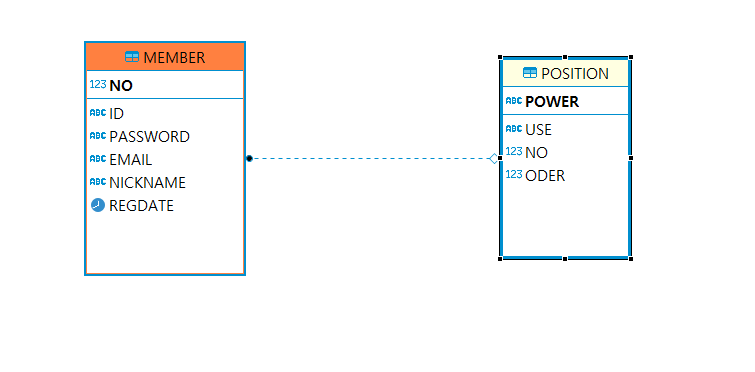 MEMBER
123 NO
ABC ID
ABC PASSWORD
ABC EMAIL
ABC NICKNAME
REGDATE
POSITION
ABC POWER
ABC USE
123 NO
123 ODER